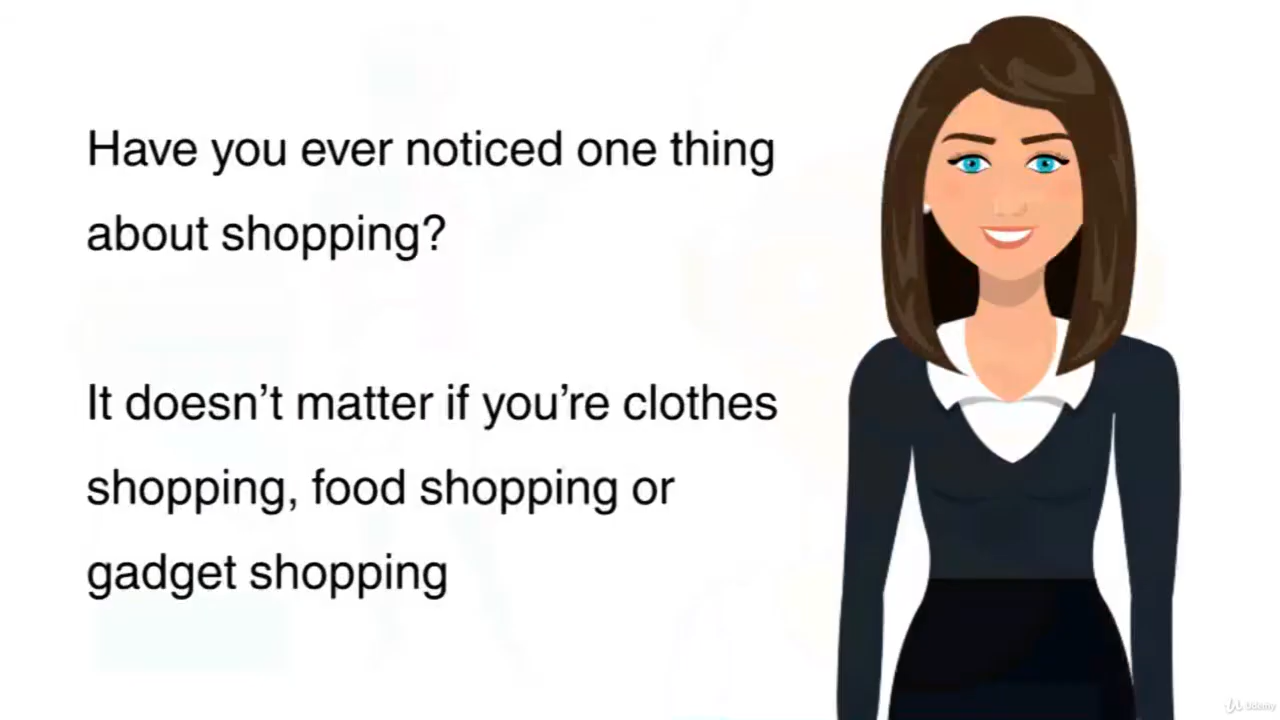 Have you ever noticed one thing
about shopping?
It doesn’t matter if you’re clothes
shopping, food shopping or
gadget shopping
Udemy